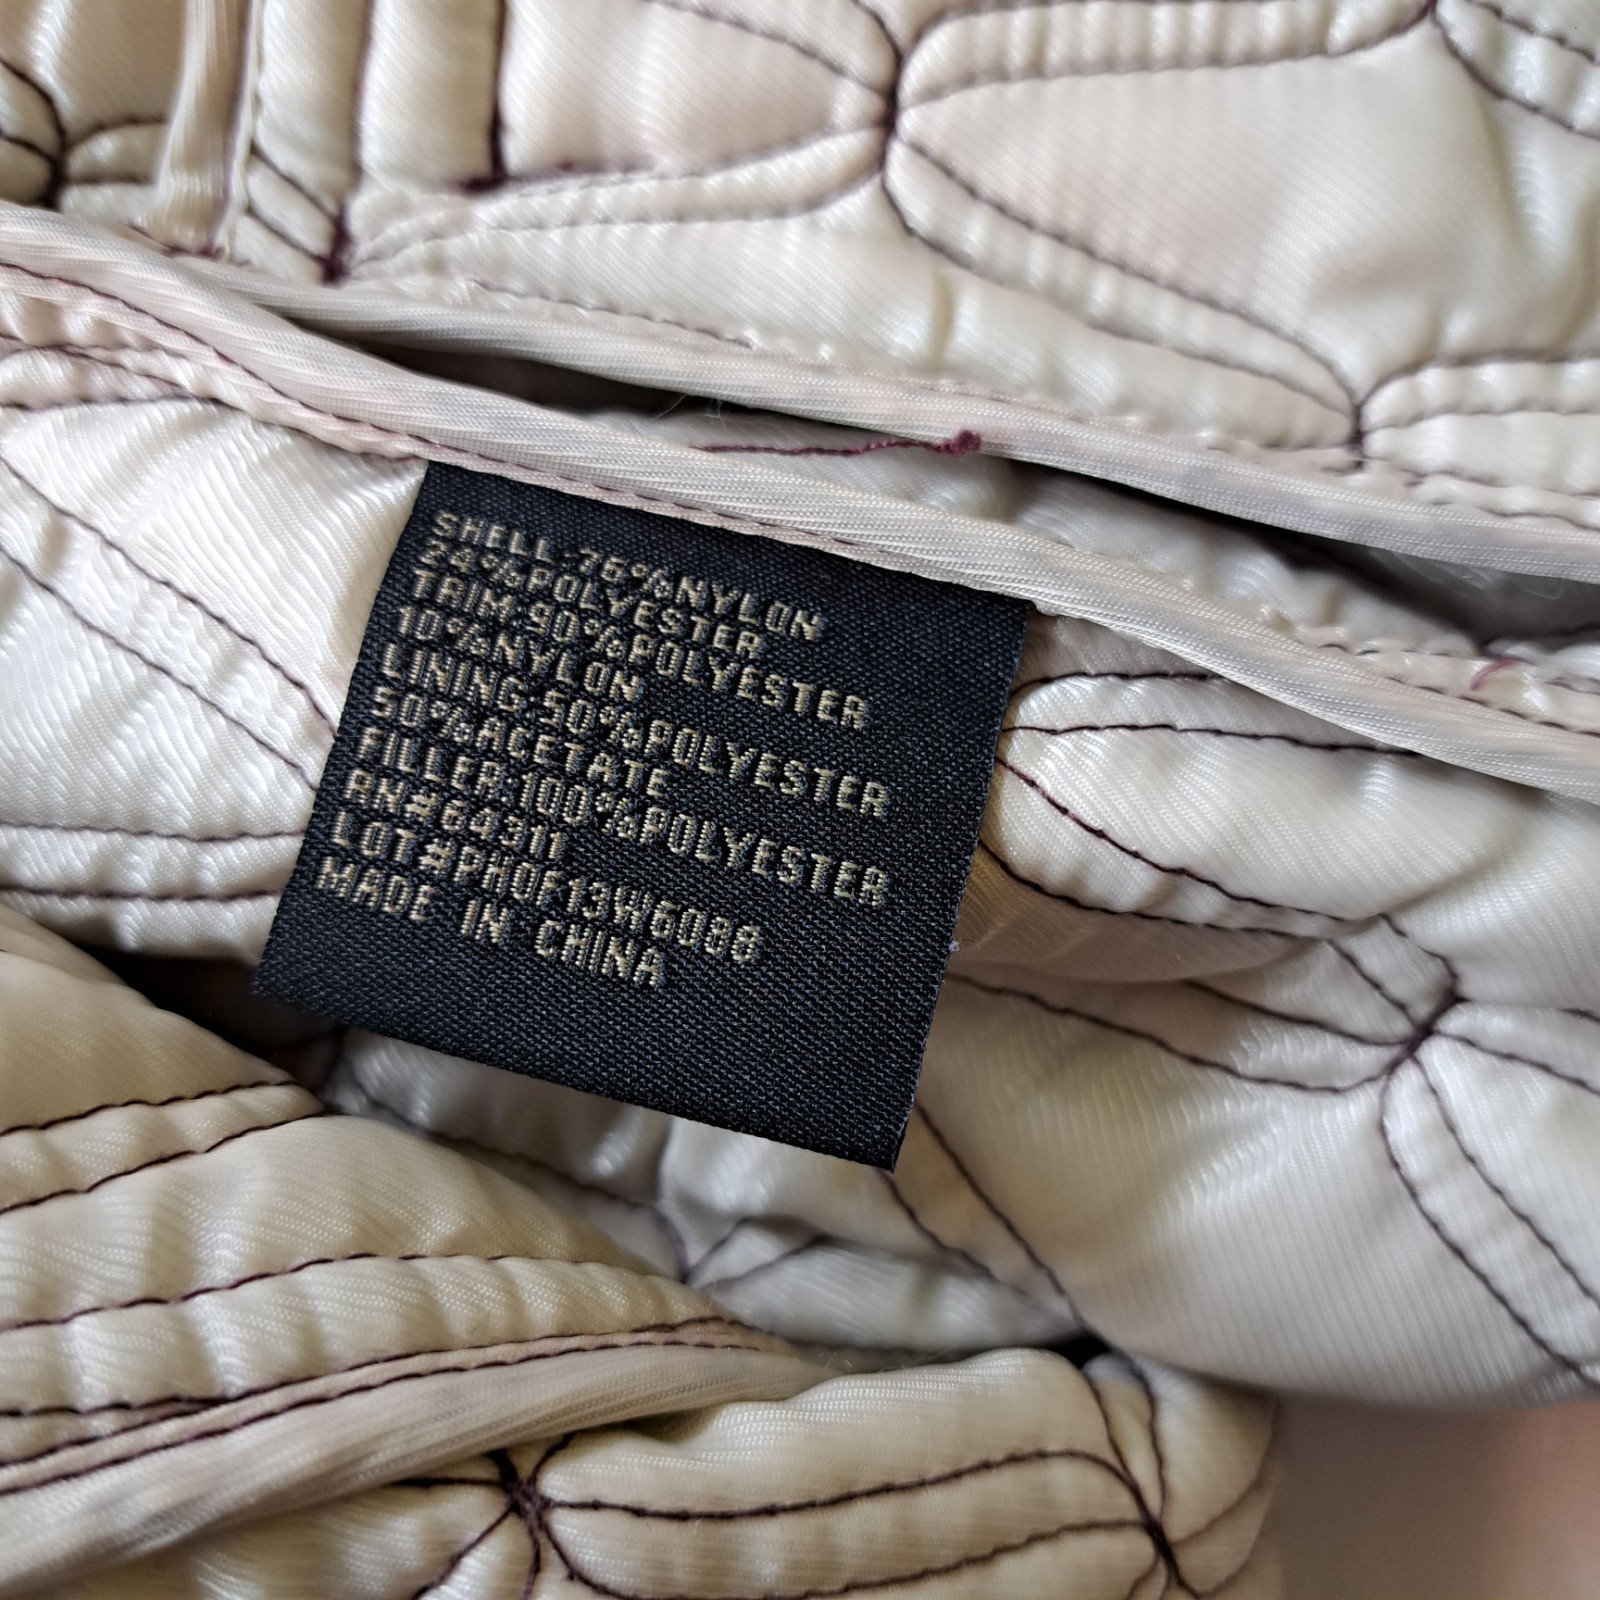 SHELL:76%NYLON
24%POLYESTER
TRIM:90%POLYESTER
10%NYLON
LINING:50%POLYESTER
50%ACETATE
FILLER:100%POLYESTER
RN#64311
LOT#PHOF13W6086
MADE IN CHINA